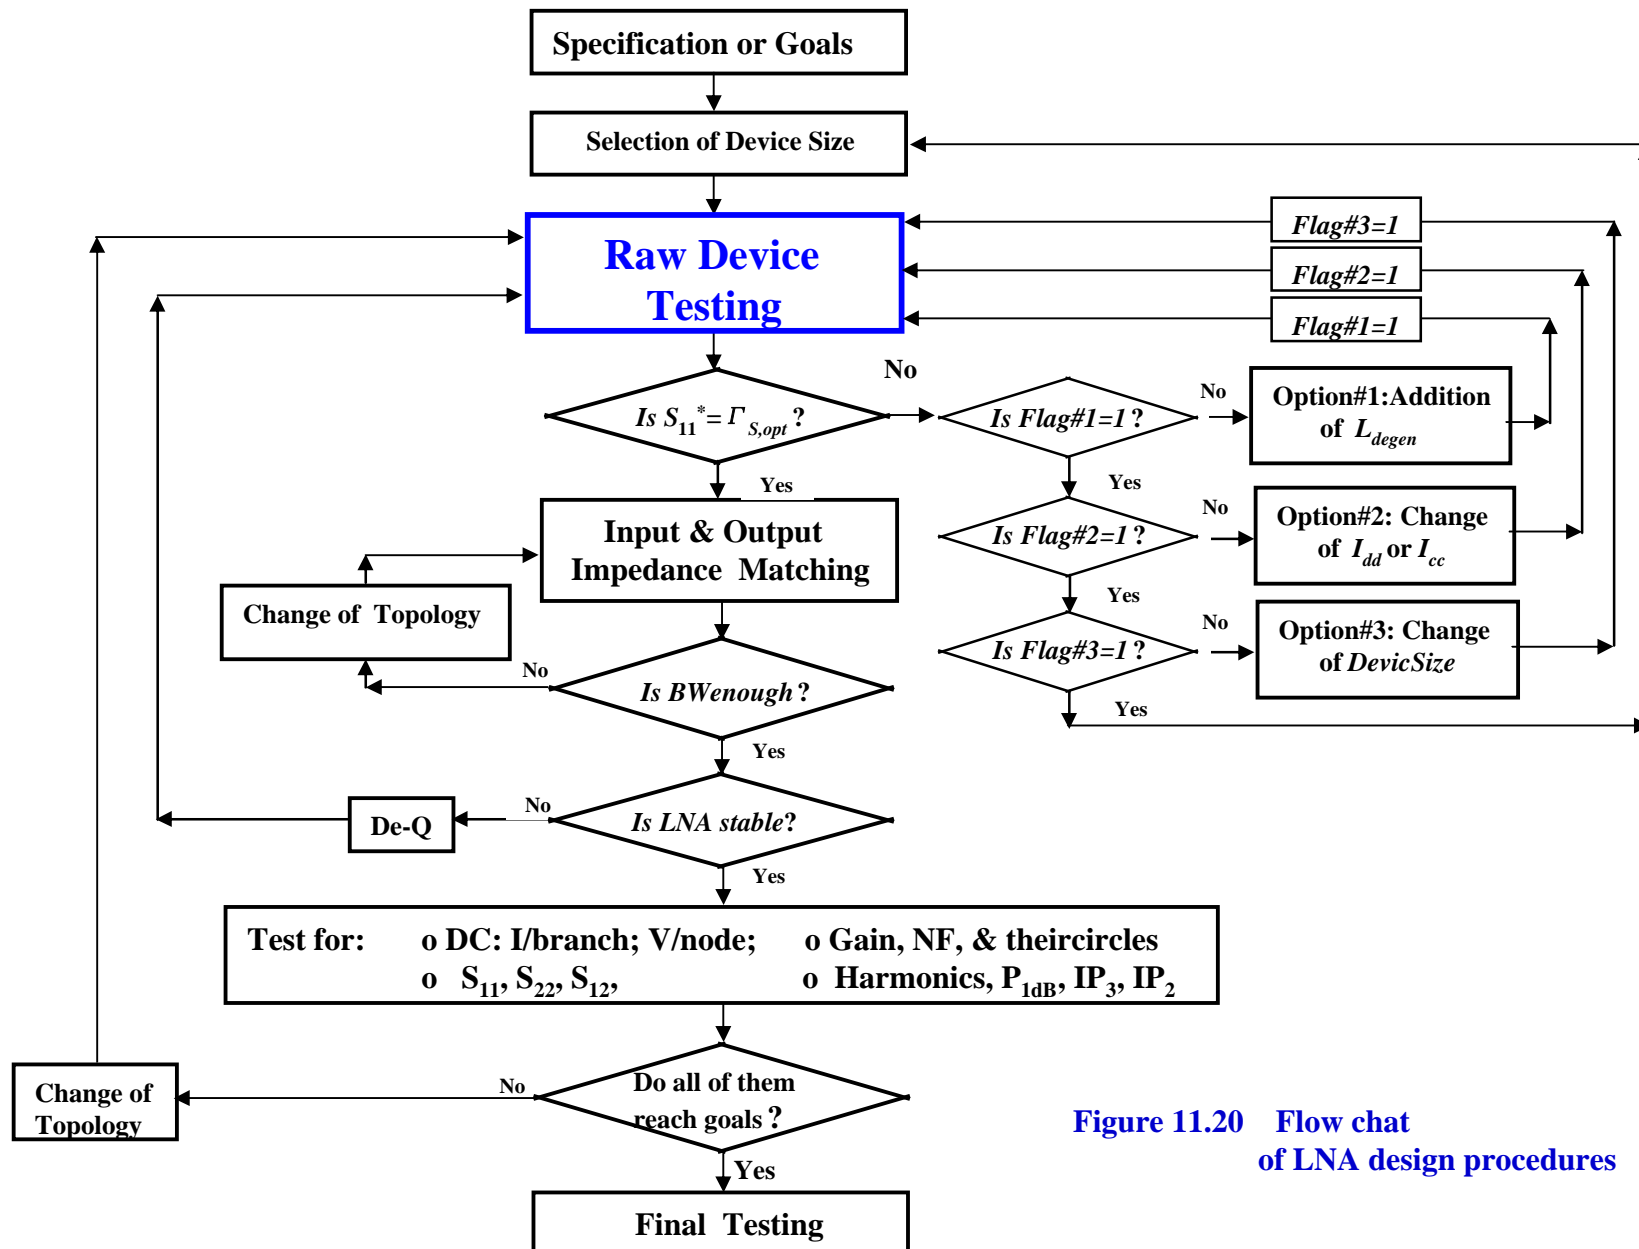 Specification or Goals
Selection of Device Size
Raw Device
Testing
Flag#3=1
Flag#2=1
Flag#1=1
No
Is S11*= ΓS,opt ?
Is Flag#1=1 ?
No
Option#1:Addition
of Ldegen
Yes
Yes
Input & Output
Impedance Matching
Is Flag#2=1 ?
No
Option#2: Change
of Idd or Icc
Yes
Change of Topology
Is Flag#3=1 ?
No
Option#3: Change
of DevicSize
Yes
No
Is BWenough ?
Yes
De-Q
No
Is LNA stable?
Yes
Test for: o DC: I/branch; V/node; o Gain, NF, & theircircles
o S11, S22, S12, o Harmonics, P1dB, IP3, IP2
Change of
Topology
No
Do all of them
reach goals ?
Yes
Final Testing
Figure 11.20 Flow chat
of LNA design procedures